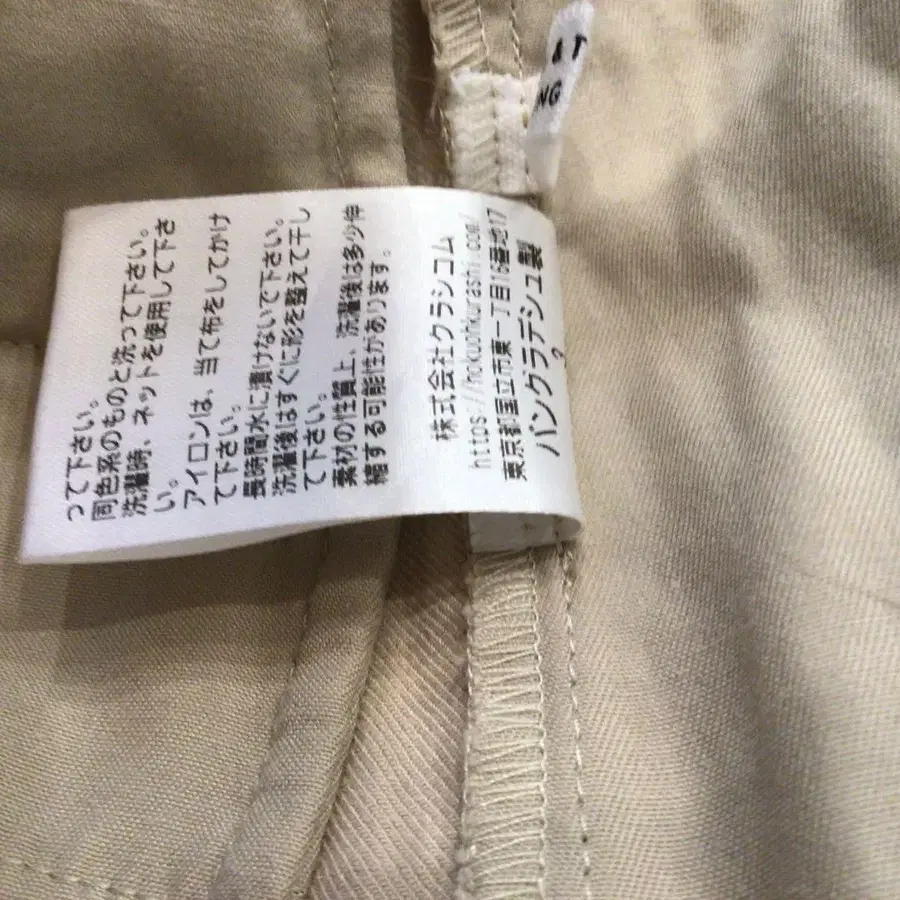 って下さい。
同色系のものと洗って下さい。
洗濯時、ネットを使用して下さ
い。
アイロンは、当て布をしてかけ
て下さい。
長時間水に漬けないで下さい。
洗濯後はすぐに形を整えて干し
て下さい。
素材の性質上、洗濯後は多少伸
縮する可能性があります。
株式会社クラシコム
https://hokuohkurashi.com/
東京都国立市東一丁目16番地17
バングラデシュ製
& T
NG